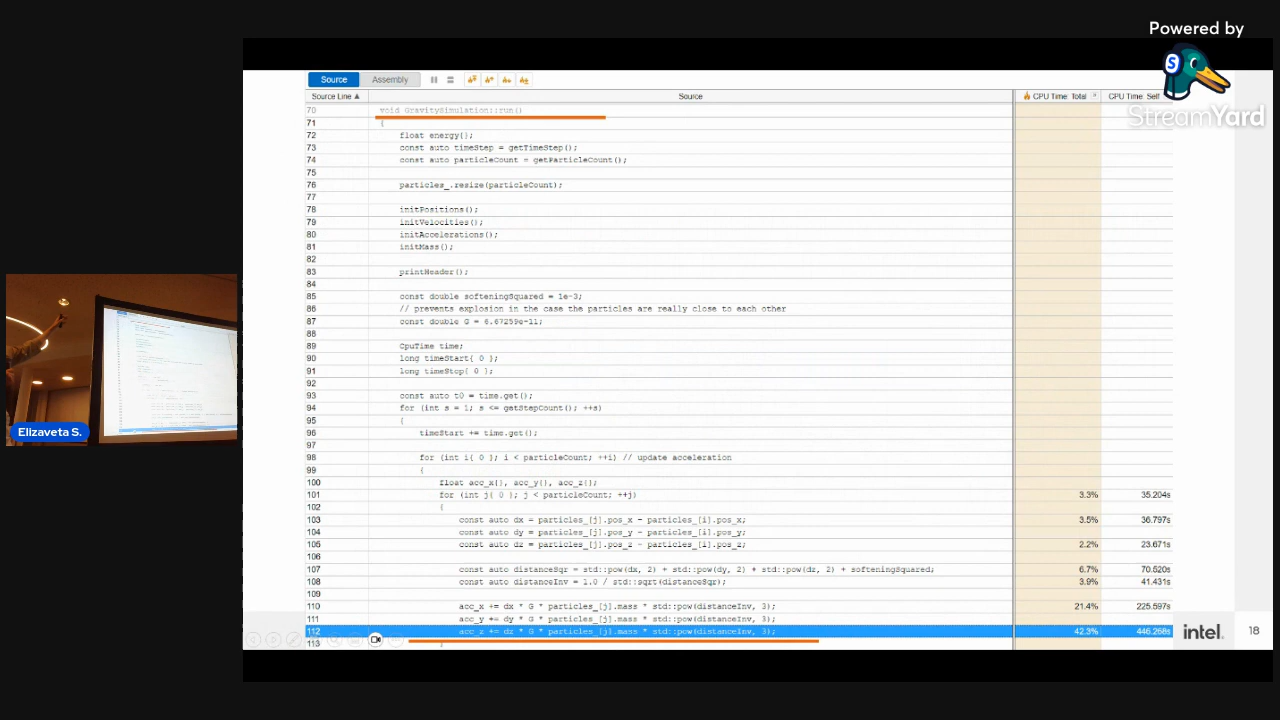 Powered by
StreamYard
Source Assembly
Source Line Source CPU Time: Total CPU Time: Self
70 void GravitySimulation::run()
71 {
72 float energy{};
73 const auto timeStep = getTimeStep();
74 const auto particleCount = getParticleCount();
75
76 particles_.resize(particleCount);
77
78 initPositions();
79 initVelocities();
80 initAccelerations();
81 initMass();
82
83 printHeader();
84
85 const double softeningSquared = 1e-3;
86 // prevents explosion in the case the particles are really close to each other
87 const double G = 6.67259e-11;
88
89 CpuTime time;
90 long timeStart{ 0 };
91 long timeStop{ 0 };
92
93 const auto t0 = time.get();
94 for (int s = 1; s <= getStepCount(); ++s)
95 {
96 timeStart += time.get();
97
98 for (int i{ 0 }; i < particleCount; ++i) // update acceleration
99 {
100 float acc_x{}, acc_y{}, acc_z{};
101 for (int j{ 0 }; j < particleCount; ++j) 3.3% 35.204s
102 {
103 const auto dx = particles_[j].pos_x - particles_[i].pos_x; 3.5% 36.797s
104 const auto dy = particles_[j].pos_y - particles_[i].pos_y;
105 const auto dz = particles_[j].pos_z - particles_[i].pos_z; 2.2% 23.671s
106
107 const auto distanceSqr = std::pow(dx, 2) + std::pow(dy, 2) + std::pow(dz, 2) + softeningSquared; 6.7% 70.520s
108 const auto distanceInv = 1.0 / std::sqrt(distanceSqr); 3.9% 41.431s
109
110 acc_x += dx * G * particles_[j].mass * std::pow(distanceInv, 3); 21.4% 225.597s
111 acc_y += dy * G * particles_[j].mass * std::pow(distanceInv, 3);
112 acc_z += dz * G * particles_[j].mass * std::pow(distanceInv, 3); 42.3% 446.268s
113 }
intel. 18
Elizaveta S.